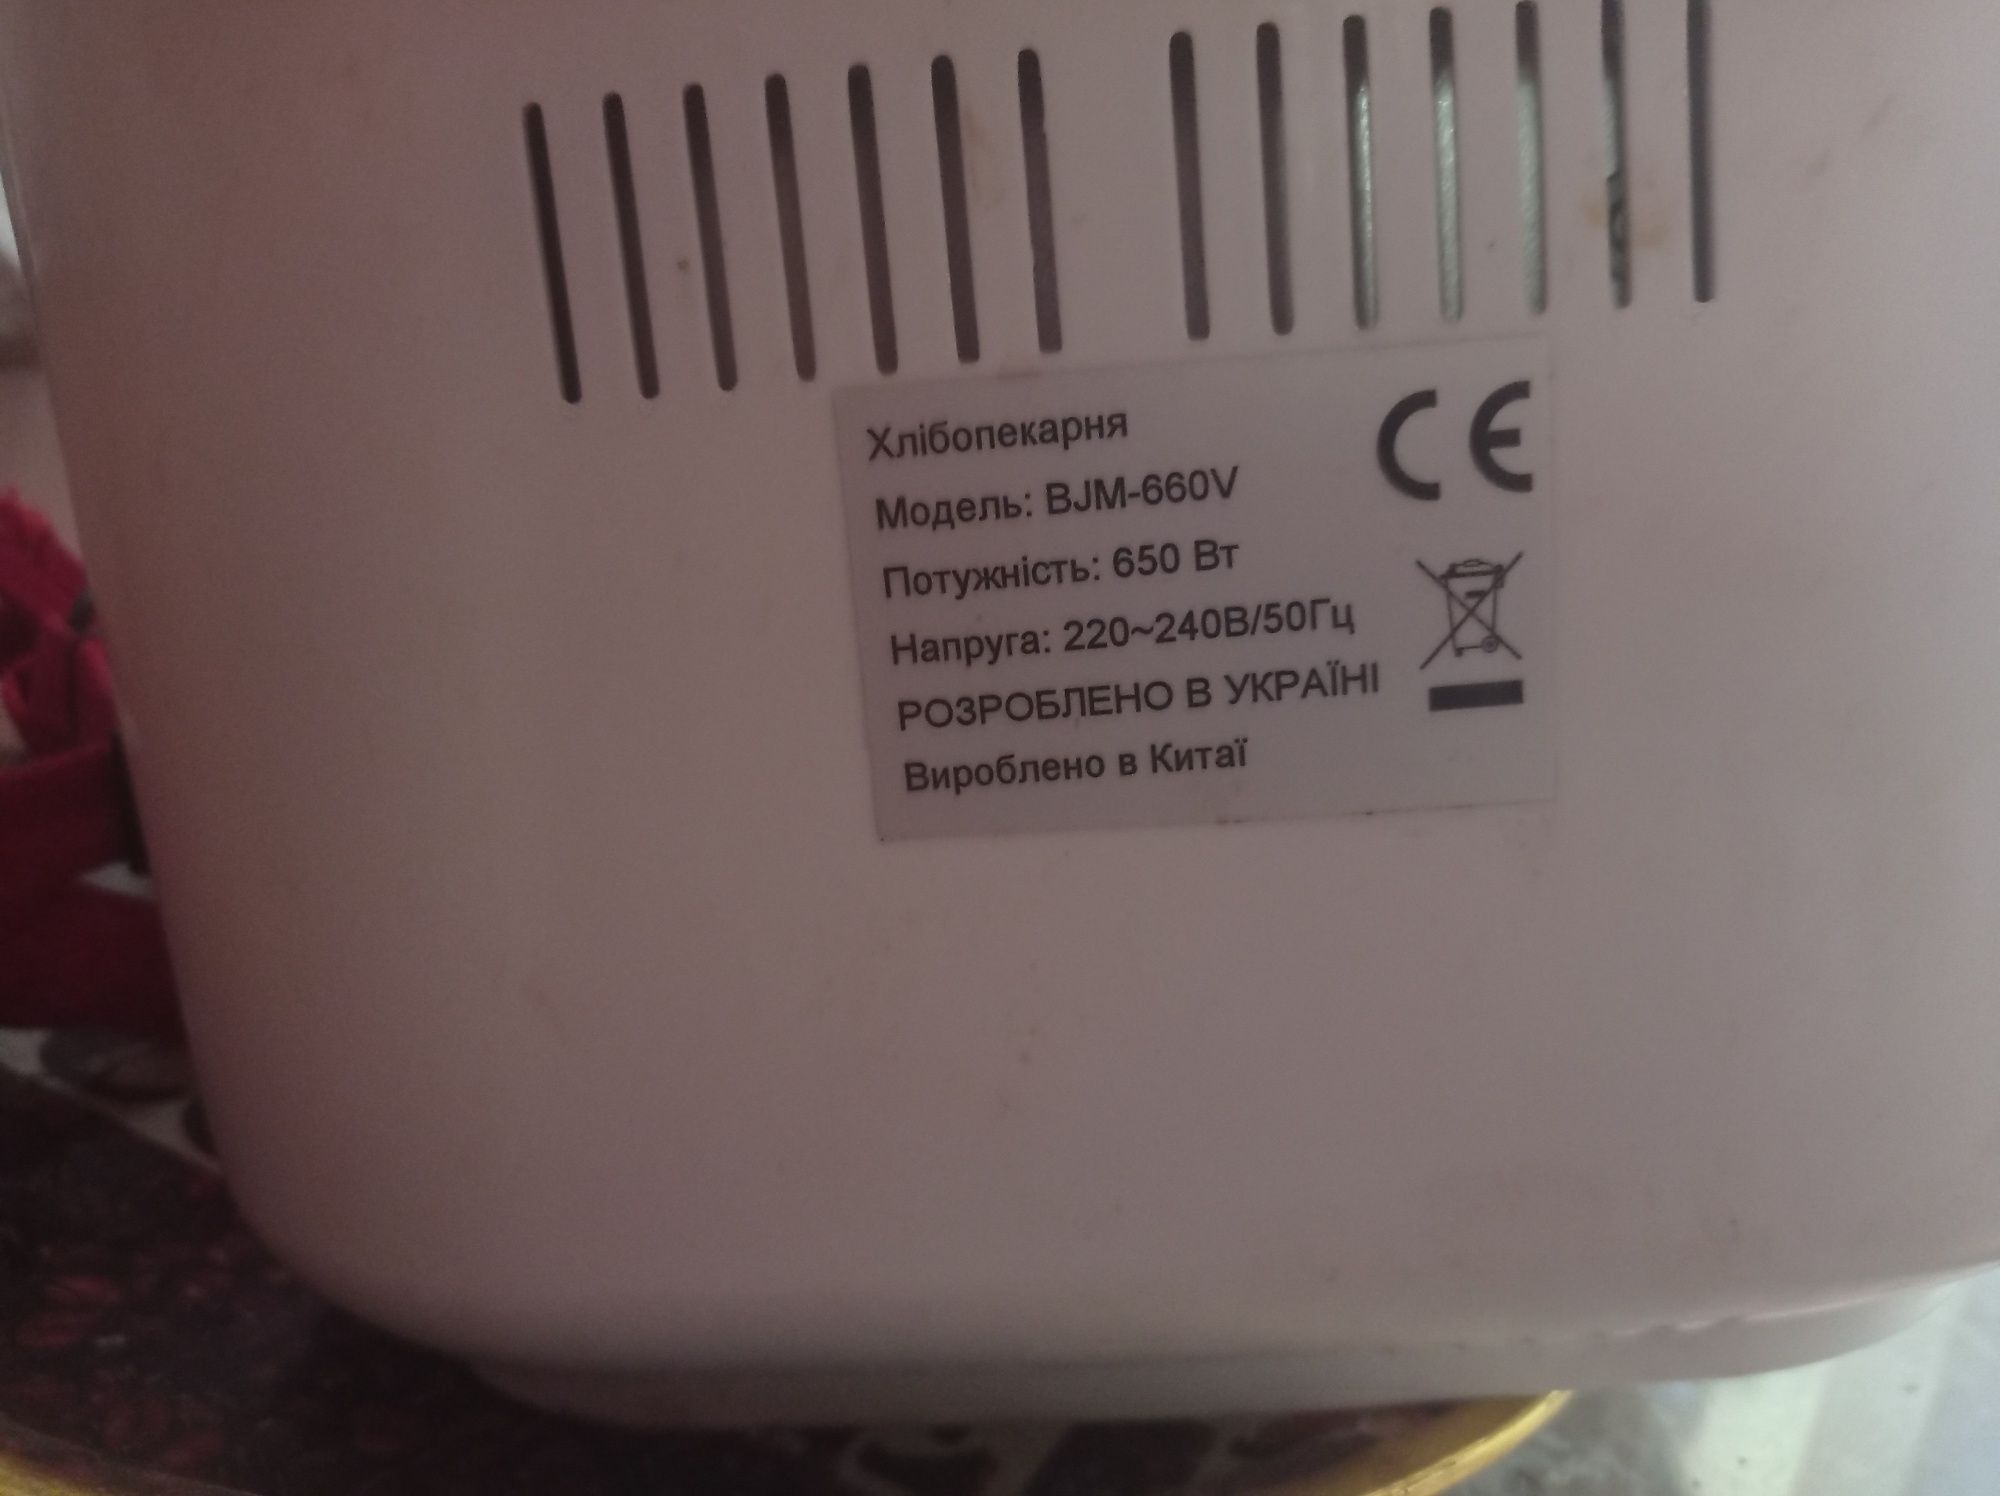 Хлібопекарня
Модель: BJM-660V
Потужність: 650 Вт
Напруга: 220~240В/50Гц
РОЗРОБЛЕНО В УКРАЇНІ
Вироблено в Китаї
CE